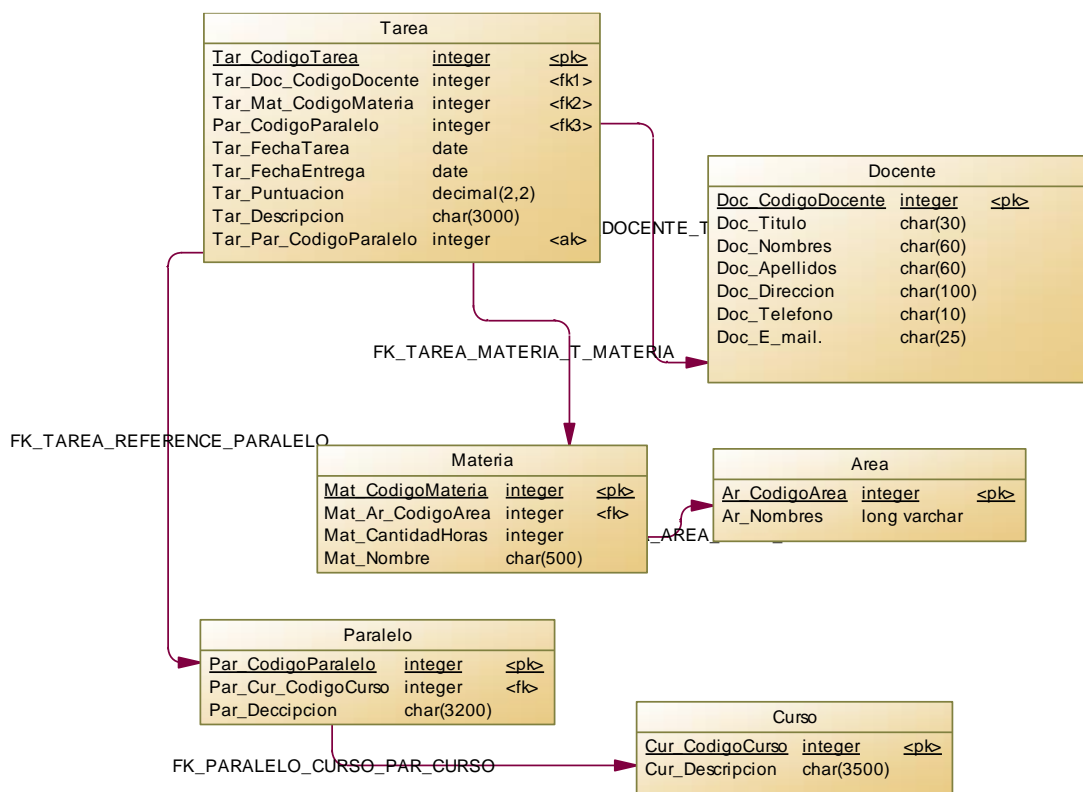 Tarea
Tar_CodigoTarea integer <pk>
Tar_Doc_CodigoDocente integer <fk1>
Tar_Mat_CodigoMateria integer <fk2>
Par_CodigoParalelo integer <fk3>
Tar_FechaTarea date
Tar_FechaEntrega date
Tar_Puntuacion decimal(2,2)
Tar_Descripcion char(3000)
Tar_Par_CodigoParalelo integer <ak>
DOCENTE_T
Docente
Doc_CodigoDocente integer <pk>
Doc_Titulo char(30)
Doc_Nombres char(60)
Doc_Apellidos char(60)
Doc_Direccion char(100)
Doc_Telefono char(10)
Doc_E_mail. char(25)
FK_TAREA_MATERIA_T_MATERIA
FK_TAREA_REFERENCE_PARALELO
Materia
Mat_CodigoMateria integer <pk>
Mat_Ar_CodigoArea integer <fk>
Mat_CantidadHoras integer
Mat_Nombre char(500)
_AREA_
Area
Ar_CodigoArea integer <pk>
Ar_Nombres long varchar
Paralelo
Par_CodigoParalelo integer <pk>
Par_Cur_CodigoCurso integer <fk>
Par_Deccipcion char(3200)
FK_PARALELO_CURSO_PAR_CURSO
Curso
Cur_CodigoCurso integer <pk>
Cur_Descripcion char(3500)